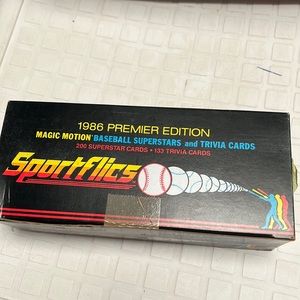 1986 PREMIER EDITION
MAGIC MOTION BASEBALL SUPERSTARS and TRIVIA CARDS
200 SUPERSTAR CARDS • 133 TRIVIA CARDS
Sportflics